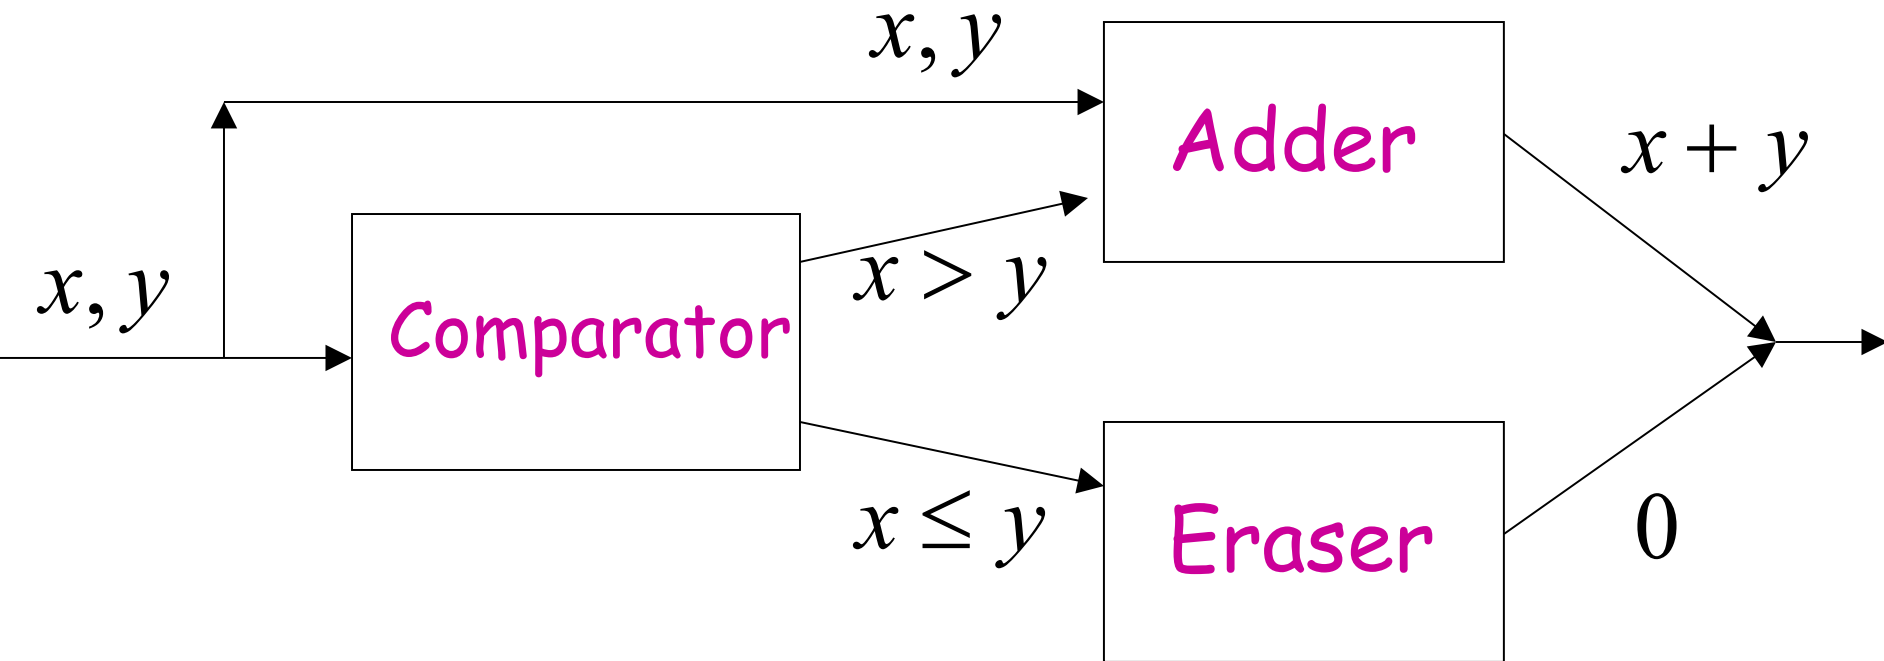 x, y
Adder
x + y
x, y
x > y
Comparator
x ≤ y
Eraser
0